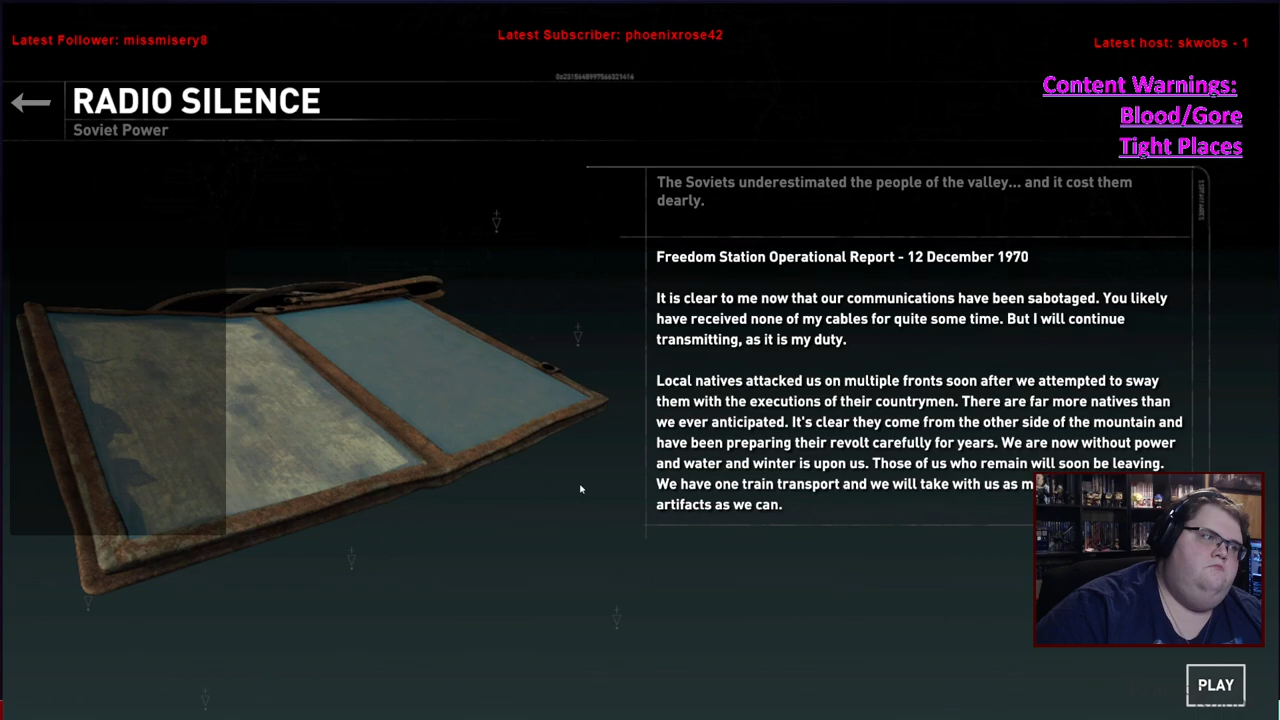 Latest Follower: missmisery8
Latest Subscriber: phoenixrose42
Latest host: skwobs - 1
RADIO SILENCE
Soviet Power
Content Warnings:
Blood/Gore
Tight Places
The Soviets underestimated the people of the valley... and it cost them
dearly.
Freedom Station Operational Report - 12 December 1970
It is clear to me now that our communications have been sabotaged. You likely
have received none of my cables for quite some time. But I will continue
transmitting, as it is my duty.
Local natives attacked us on multiple fronts soon after we attempted to sway
them with the executions of their countrymen. There are far more natives than
we ever anticipated. It's clear they come from the other side of the mountain and
have been preparing their revolt carefully for years. We are now without power
and water and winter is upon us. Those of us who remain will soon be leaving.
We have one train transport and we will take with us as
artifacts as we can.
PLAY